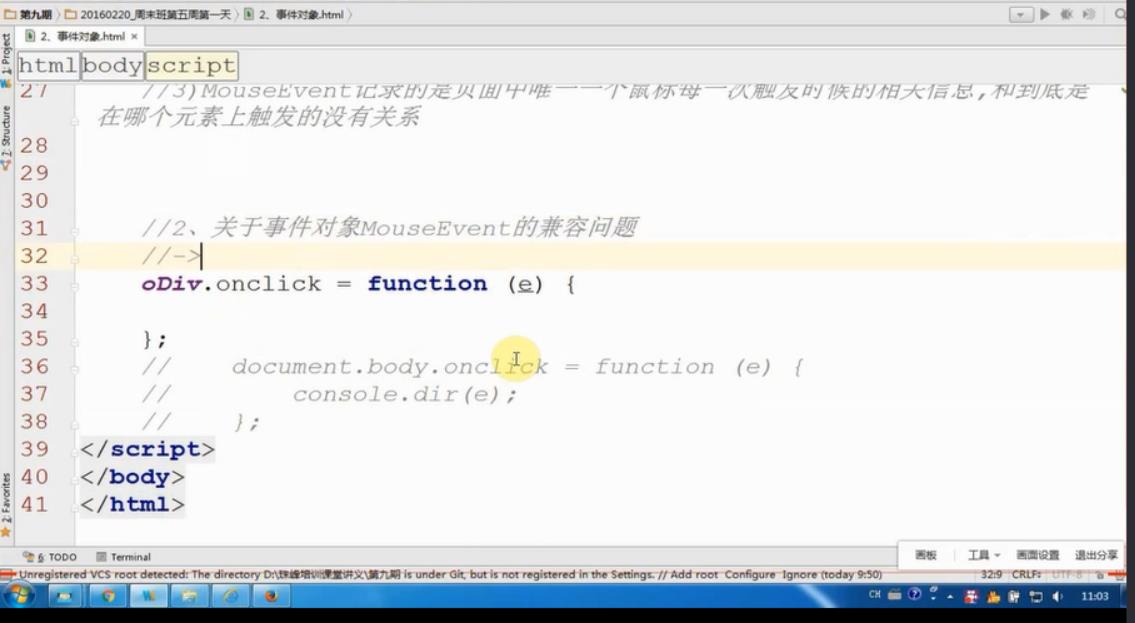 第九期 20160220_周末班第五周第一天 2、事件对象.html
2、事件对象.html ×
1: Project
html body script
27 //3)MouseEvent记录的是页面中唯一一个鼠标每一次触发时候的相关信息,和到底是
在哪个元素上触发的没有关系
7: Structure
28
29
30
31 //2、关于事件对象MouseEvent的兼容问题
32 //->
33 oDiv.onclick = function (e) {
34
35 };
36 // document.body.onclick = function (e) {
37 // console.dir(e);
38 // };
39 </script>
40 </body>
41 </html>
2: Favorites
6: TODO Terminal
画板 工具 画面设置 退出分享
Unregistered VCS root detected: The directory D:\珠峰培训课堂讲义\第九期 is under Git, but is not registered in the Settings. // Add root Configure Ignore (today 9:50) 32:9 CRLF: UTF-8
CH 11:03